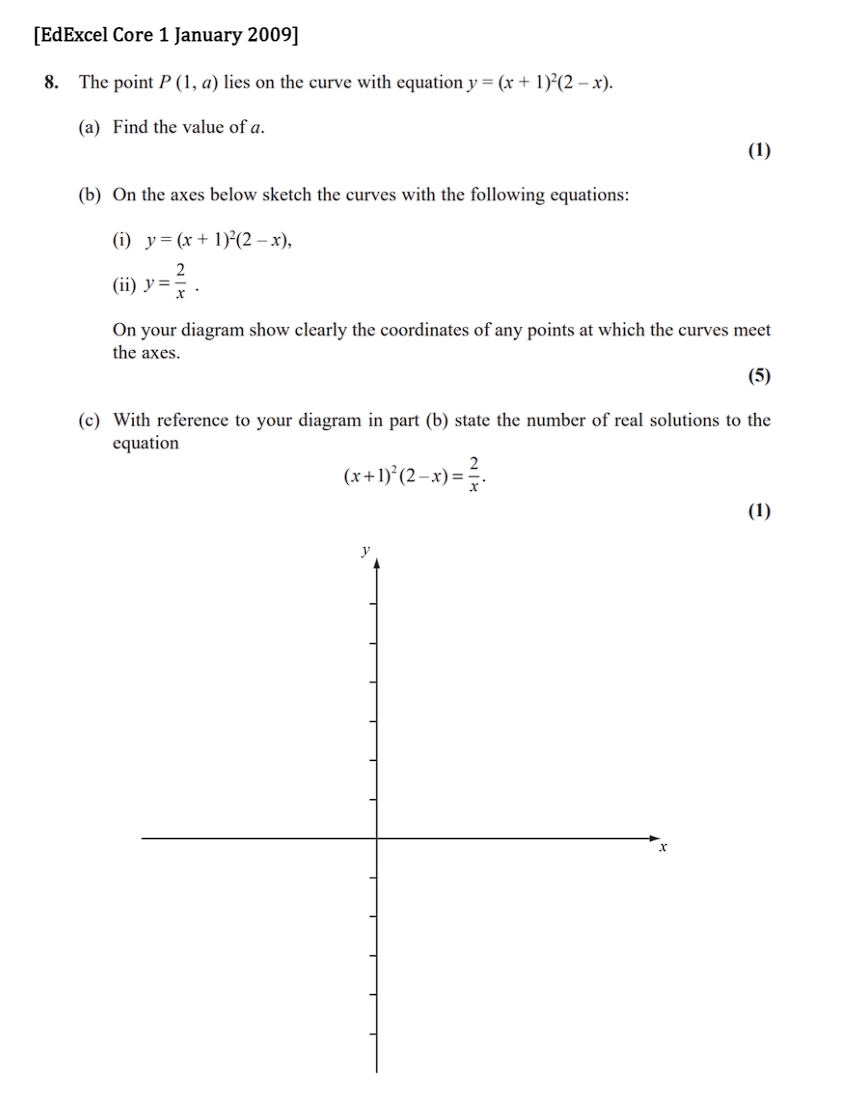 [EdExcel Core 1 January 2009]
8. The point P (1, a) lies on the curve with equation y = (x + 1)²(2 – x).
(a) Find the value of a.
(1)
(b) On the axes below sketch the curves with the following equations:
(i) y = (x + 1)²(2 – x),
(ii) y = 2/x .
On your diagram show clearly the coordinates of any points at which the curves meet
the axes.
(5)
(c) With reference to your diagram in part (b) state the number of real solutions to the
equation
(x+1)²(2–x) = 2/x.
(1)
y
x